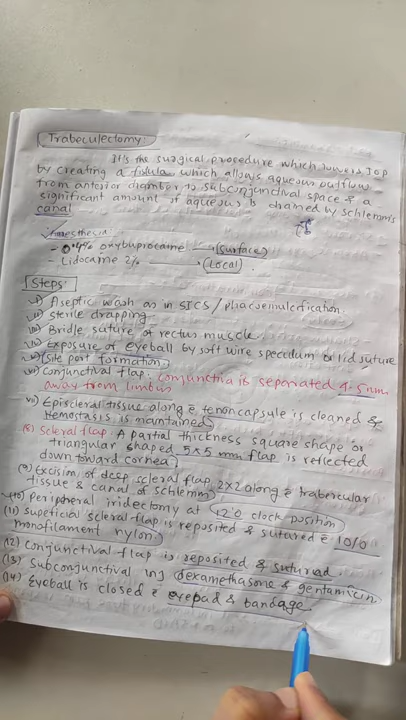 Trabeculectomy:
It's the surgical procedure which lowers IOP
by creating a fistula which allows aqueous outflow
from anterior chamber to subconjunctival space & a
significant amount of aqueous is drained by schlemm's
canal
Anesthesia:
- 0.4% oxybuprocaine → (surface)
- Lidocaine 2% → (Local)
Steps:
i) Aseptic wash as in SICS / phacoemulcification.
ii) sterile drapping.
iii) Bridle suture of rectus muscle.
iv) Exposure of eyeball by soft wire speculum or lid suture
v) (site port formation.)
vi) conjunctival flap: conjunctiva is seperiated 4.5mm
away from limbus
vii) Episcleral tissue along c̄ tenoncapsule is cleaned &
Hemostasis is maintained
(8) Scleral flap: A partial thickness square shape or
triangular shaped 5×5 mm flap is reflected
down toward cornea
(9) Excision of deep scleral flap 2×2 along c̄ trabercular
tissue & canal of schlemm
(10) peripheral iridectomy at 12'0 clock position
(11) supeficial scleral flap is reposited & sutured c̄ 10/0
monofilament nylon
(12) conjunctival flap is reposited & suturiad.
(13) Subconjunctival inj dexamethasone & gentamicin.
(14) Eyeball is closed c̄ eyepad & bandage.